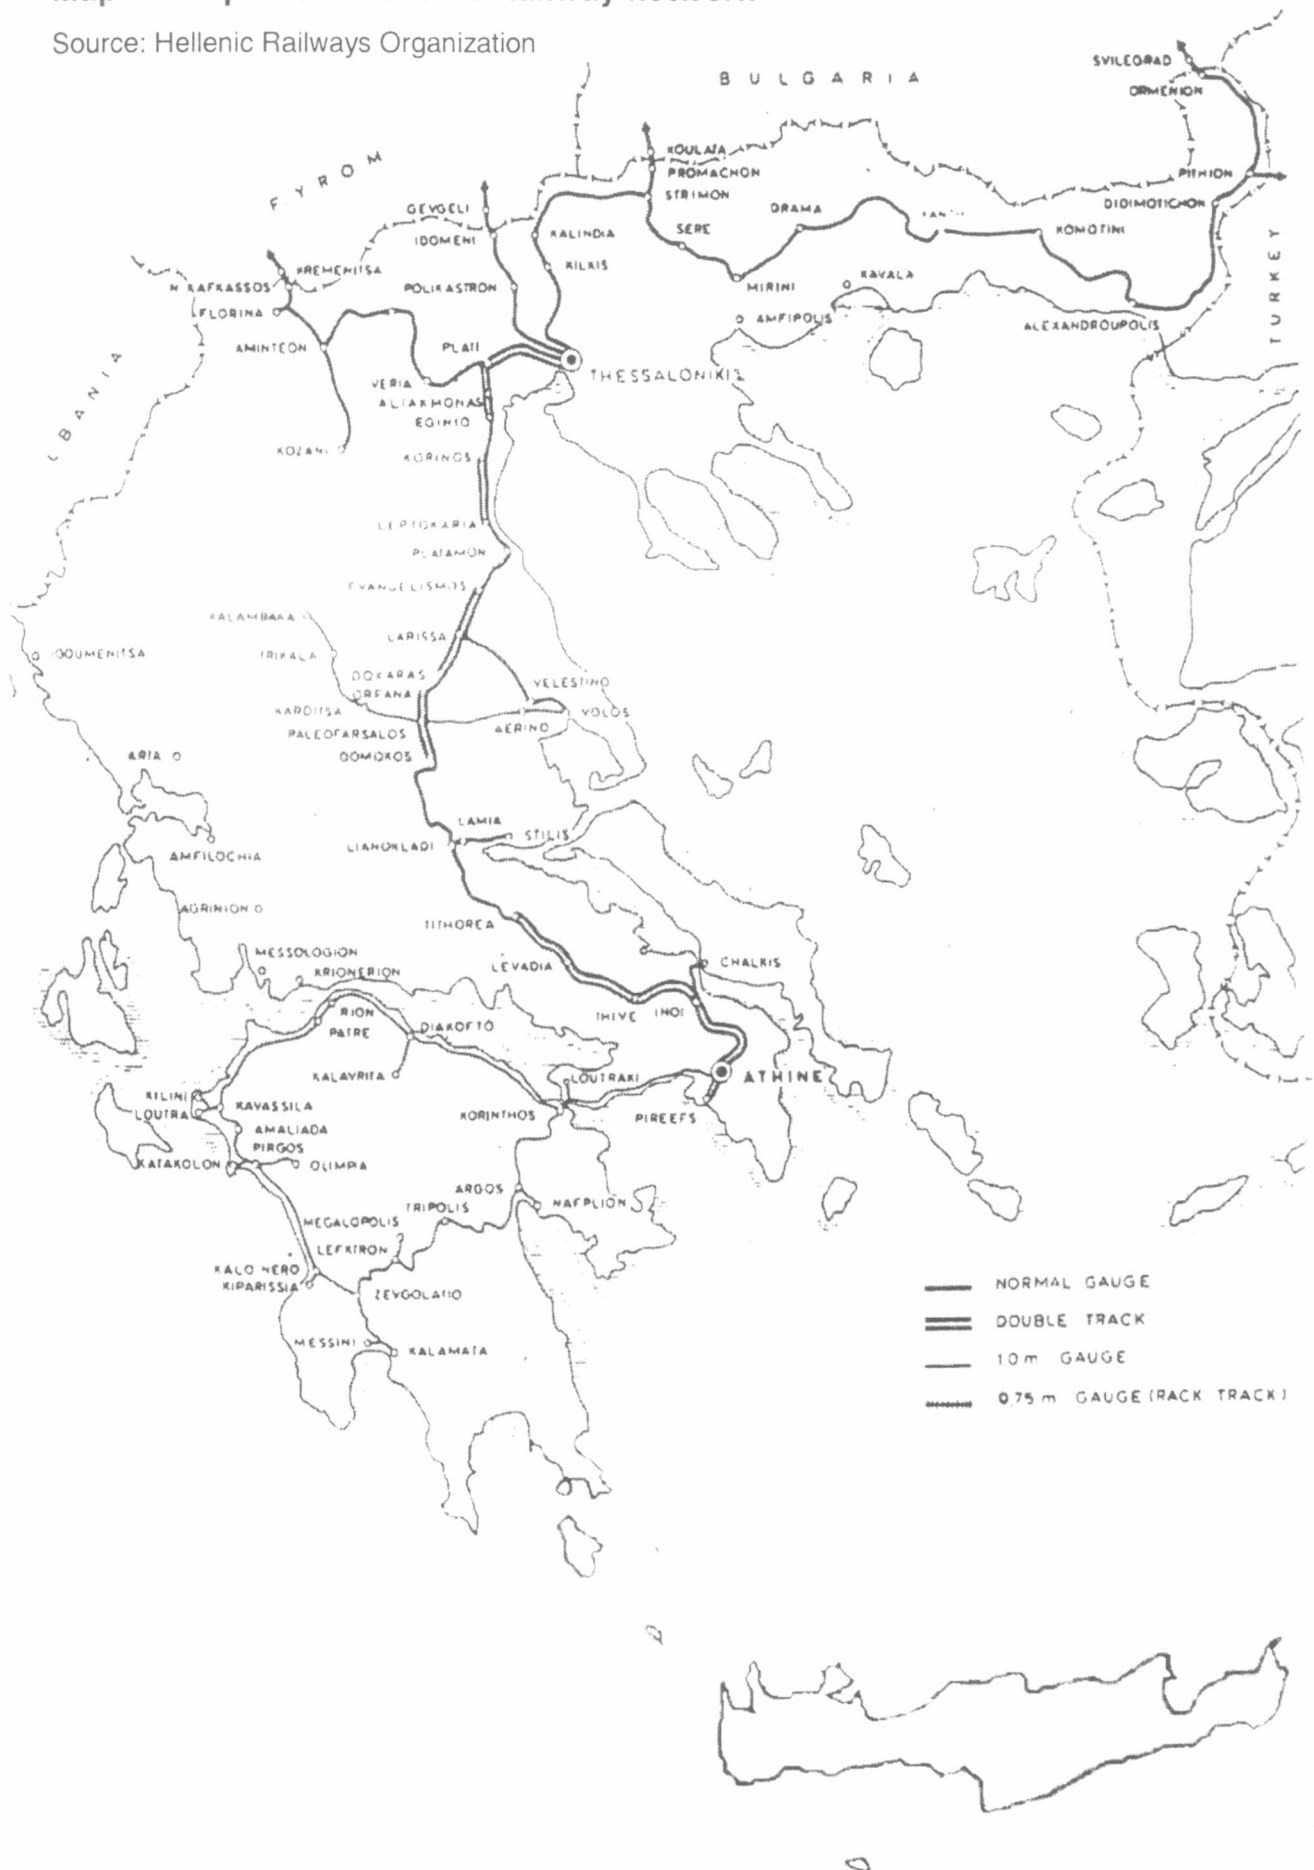 Source: Hellenic Railways Organization
BULGARIA
SVILEGRAD
ORMENION
FYROM
KOULATA
PROMACHON
STRIMON
PITHION
DIDIMOTICHON
GEVGELI
IDOMENI
KALINDIA
SERE
DRAMA
KOMOTINI
TURKEY
KREMENITSA
N KAFKASSOS
POLIKASTRON
KILKIS
MIRINI
KAVALA
FLORINA
AMFIPOLIS
ALEXANDROUPOLIS
AMINTEON
PLATI
THESSALONIKI
VERIA
ALIAKMONAS
EGINIO
KOZANI
KORINOS
LEPTOKARIA
PLATAMON
EVANGELISMOS
KALAMBAKA
LARISSA
IGOUMENITSA
TRIKALA
DOXARAS
ORFANA
VELESTINO
KARDITSA
VOLOS
PALEOFARSALOS
AERINO
DOMOKOS
ARTA
LAMIA
STILIS
LIANOKLADI
AMFILOCHIA
AGRINION
TITHOREA
MESSOLOGION
KRIONERION
LEVADIA
CHALKIS
RION
PATRE
DIAKOFTO
THIVE
INOI
KALAVRITA
LOUTRAKI
ATHINE
KILINI
LOUTRA
KAVASSILA
KORINTHOS
PIREEFS
AMALIADA
PIRGOS
KATAKOLON
OLIMPIA
ARGOS
NAFPLION
TRIPOLIS
MEGALOPOLIS
LEFKTRON
KALO NERO
KIPARISSIA
ZEVGOLATIO
MESSINI
KALAMATA
NORMAL GAUGE
DOUBLE TRACK
10 m GAUGE
0,75 m GAUGE (RACK TRACK)